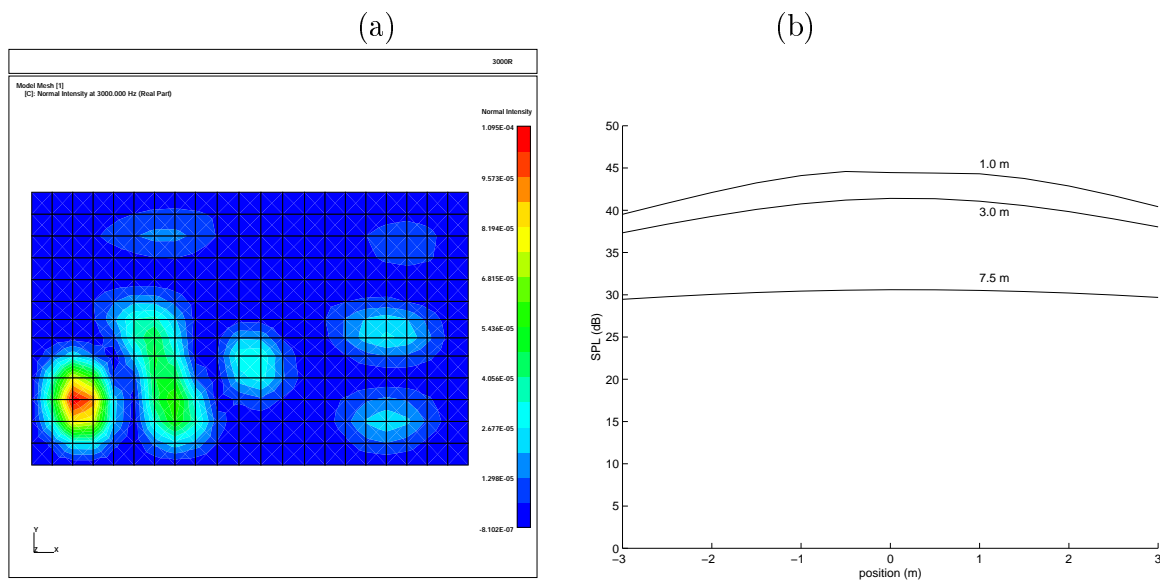 (a)
(b)
3000R
Model Mesh [1]
[C]: Normal Intensity at 3000.000 Hz (Real Part)
Normal Intensity
1.095E-04
9.573E-05
8.194E-05
6.815E-05
5.436E-05
4.056E-05
2.677E-05
1.298E-05
-8.102E-07
Y
Z
X
50
45
40
35
30
25
20
15
10
5
0
SPL (dB)
1.0 m
3.0 m
7.5 m
−3
−2
−1
0
1
2
3
position (m)